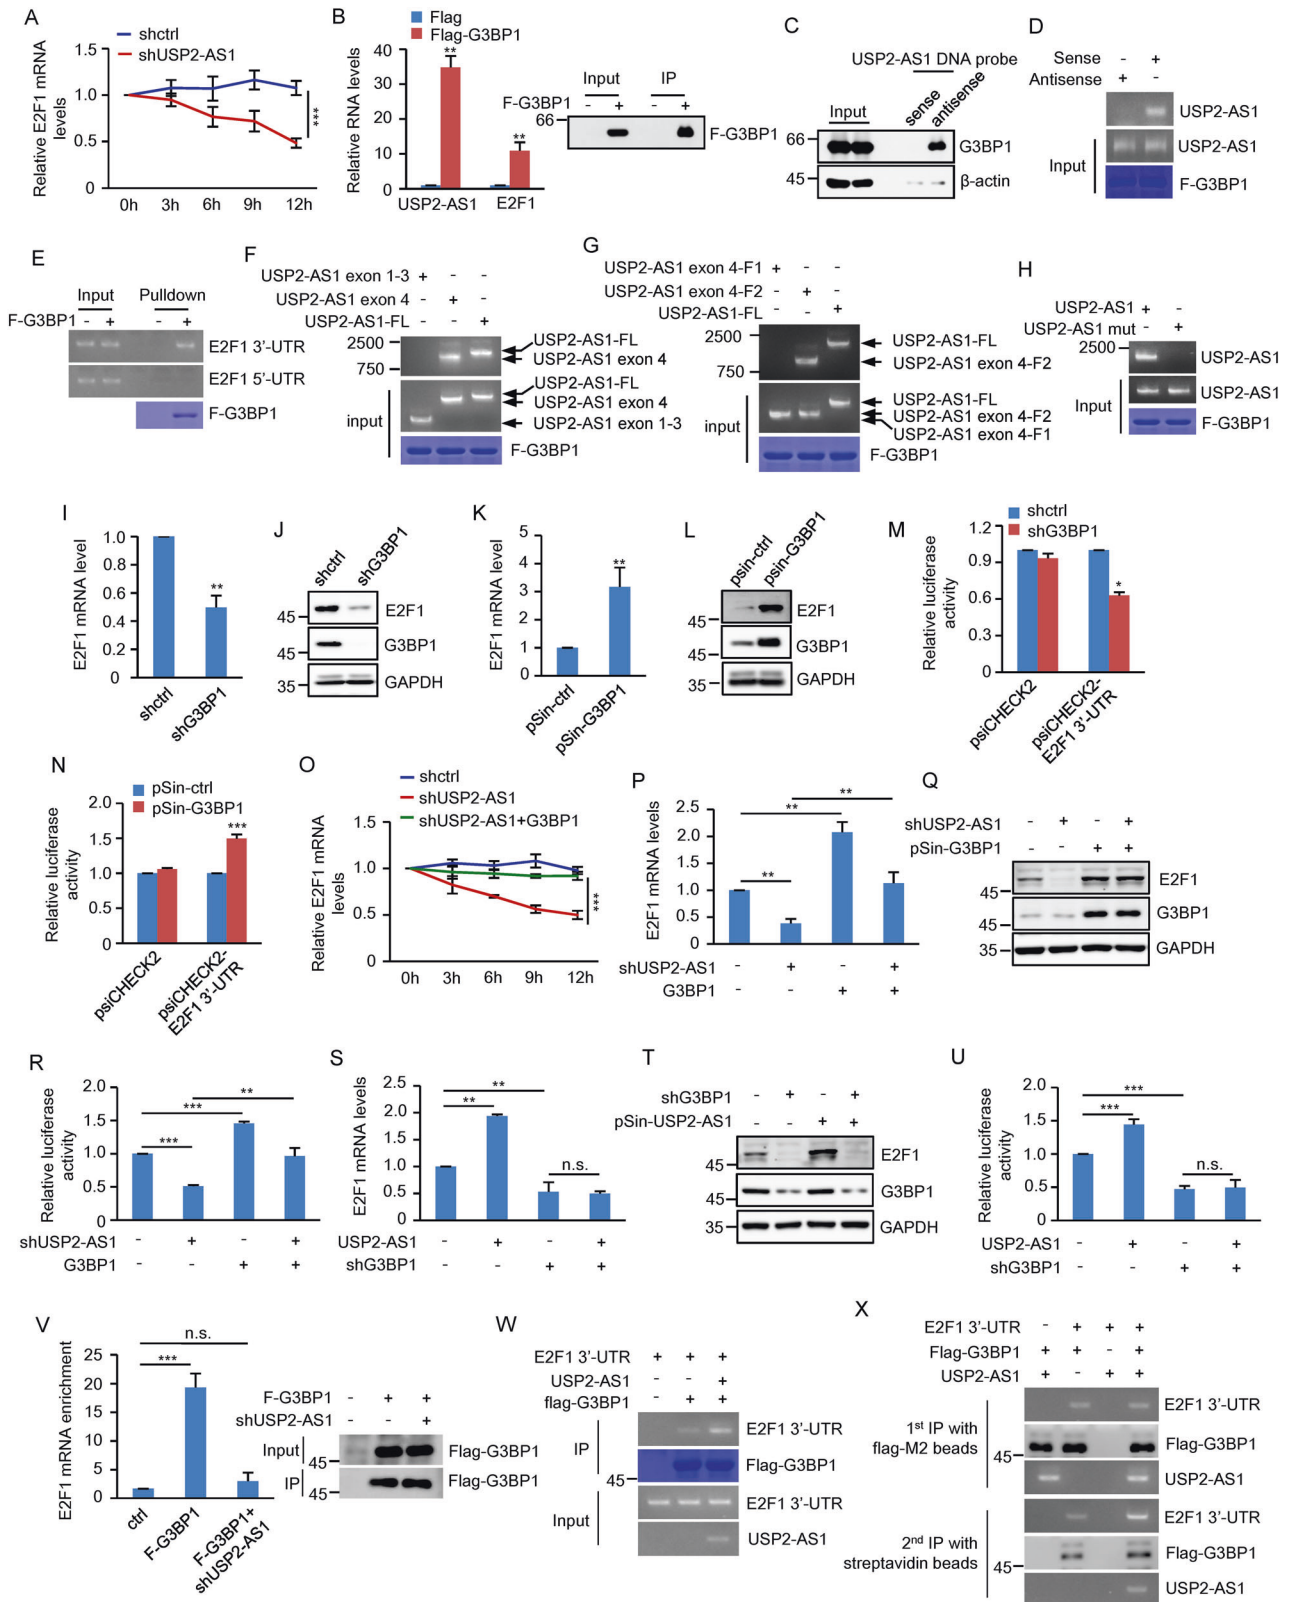 A
shctrl
shUSP2-AS1
Relative E2F1 mRNA
levels
1.5
1.0
0.5
0
0h 3h 6h 9h 12h
***
B
Flag
Flag-G3BP1
Relative RNA levels
40
30
20
10
0
**
**
USP2-AS1 E2F1
Input IP
F-G3BP1 - + - +
66
F-G3BP1
C
USP2-AS1 DNA probe
Input
sense
antisense
66
G3BP1
45
β-actin
D
Sense - +
Antisense + -
USP2-AS1
USP2-AS1
Input
F-G3BP1
E
Input Pulldown
F-G3BP1 - + - +
E2F1 3'-UTR
E2F1 5'-UTR
F-G3BP1
F
USP2-AS1 exon 1-3 + - -
USP2-AS1 exon 4 - + -
USP2-AS1-FL - - +
2500
750
USP2-AS1-FL
USP2-AS1 exon 4
input
USP2-AS1-FL
USP2-AS1 exon 4
USP2-AS1 exon 1-3
F-G3BP1
G
USP2-AS1 exon 4-F1 + - -
USP2-AS1 exon 4-F2 - + -
USP2-AS1-FL - - +
2500
750
USP2-AS1-FL
USP2-AS1 exon 4-F2
input
USP2-AS1-FL
USP2-AS1 exon 4-F2
USP2-AS1 exon 4-F1
F-G3BP1
H
USP2-AS1 + -
USP2-AS1 mut - +
2500
USP2-AS1
USP2-AS1
Input
F-G3BP1
I
E2F1 mRNA level
1.0
0.8
0.6
0.4
0.2
0
**
shctrl
shG3BP1
J
shctrl
shG3BP1
45
E2F1
45
G3BP1
35
GAPDH
K
E2F1 mRNA level
5
4
3
2
1
0
**
pSin-ctrl
pSin-G3BP1
L
psin-ctrl
psin-G3BP1
45
E2F1
45
G3BP1
35
GAPDH
M
shctrl
shG3BP1
Relative luciferase
activity
1.2
0.9
0.6
0.3
0
*
psiCHECK2
psiCHECK2-
E2F1 3'-UTR
N
pSin-ctrl
pSin-G3BP1
Relative luciferase
activity
2.0
1.5
1.0
0.5
0
***
psiCHECK2
psiCHECK2-
E2F1 3'-UTR
O
shctrl
shUSP2-AS1
shUSP2-AS1+G3BP1
Relative E2F1 mRNA
levels
1.5
1.0
0.5
0
0h 3h 6h 9h 12h
***
P
E2F1 mRNA levels
2.5
2.0
1.5
1.0
0.5
0
**
**
**
shUSP2-AS1 - + - +
G3BP1 - - + +
Q
shUSP2-AS1 - + - +
pSin-G3BP1 - - + +
45
E2F1
45
G3BP1
35
GAPDH
R
Relative luciferase
activity
2.0
1.5
1.0
0.5
0
**
***
***
shUSP2-AS1 - + - +
G3BP1 - - + +
S
E2F1 mRNA levels
2.5
2.0
1.5
1.0
0.5
0
**
**
n.s.
USP2-AS1 - + - +
shG3BP1 - - + +
T
shG3BP1 - + - +
pSin-USP2-AS1 - - + +
45
E2F1
45
G3BP1
35
GAPDH
U
Relative luciferase
activity
2.0
1.5
1.0
0.5
0
***
***
n.s.
USP2-AS1 - + - +
shG3BP1 - - + +
V
E2F1 mRNA enrichment
25
20
15
10
5
0
n.s.
***
ctrl
F-G3BP1
F-G3BP1+
shUSP2-AS1
F-G3BP1 - + +
shUSP2-AS1 - - +
Input
45
Flag-G3BP1
IP
45
Flag-G3BP1
W
E2F1 3'-UTR + + +
USP2-AS1 - - +
flag-G3BP1 - + +
IP
E2F1 3'-UTR
Flag-G3BP1
45
Input
E2F1 3'-UTR
USP2-AS1
X
E2F1 3'-UTR - + + +
Flag-G3BP1 + + - +
USP2-AS1 + - + +
1st IP with
flag-M2 beads
45
E2F1 3'-UTR
Flag-G3BP1
USP2-AS1
2nd IP with
streptavidin beads
45
E2F1 3'-UTR
Flag-G3BP1
USP2-AS1